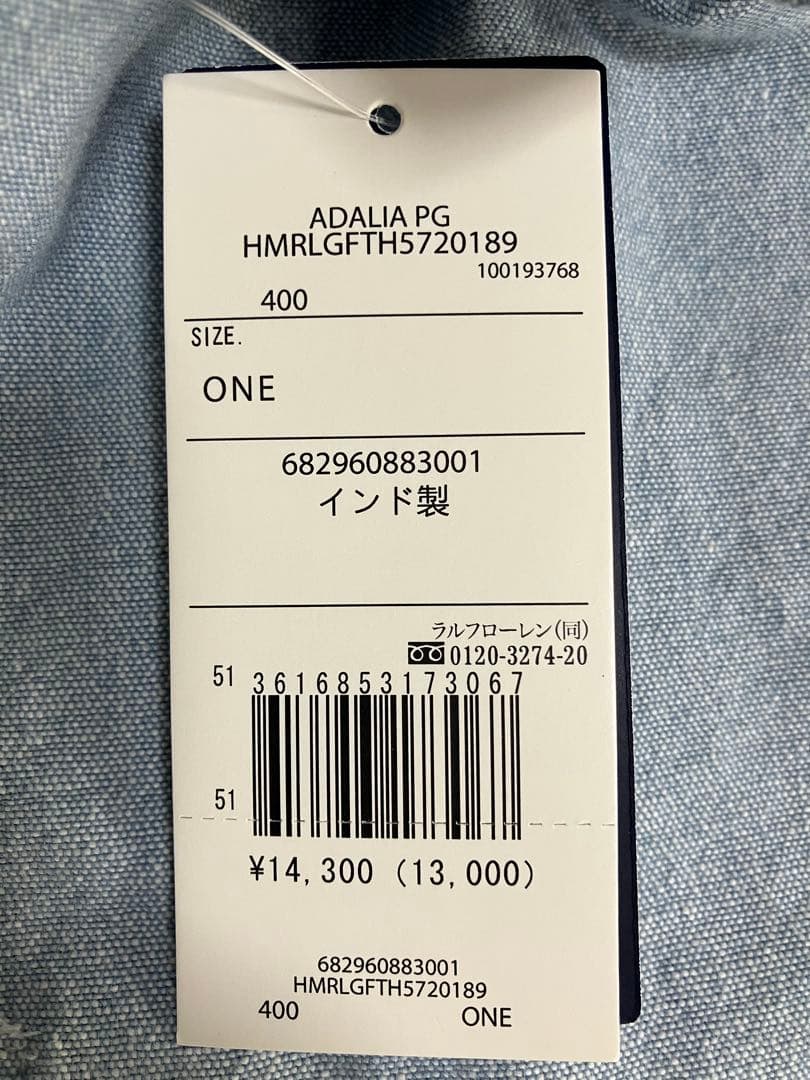 ADALIA PG
HMRLGFTH5720189
100193768
400
SIZE.
ONE
682960883001
インド製
ラルフローレン(同)
0120-3274-20
51
3616853173067
51
¥14,300 (13,000)
682960883001
HMRLGFTH5720189
400 ONE